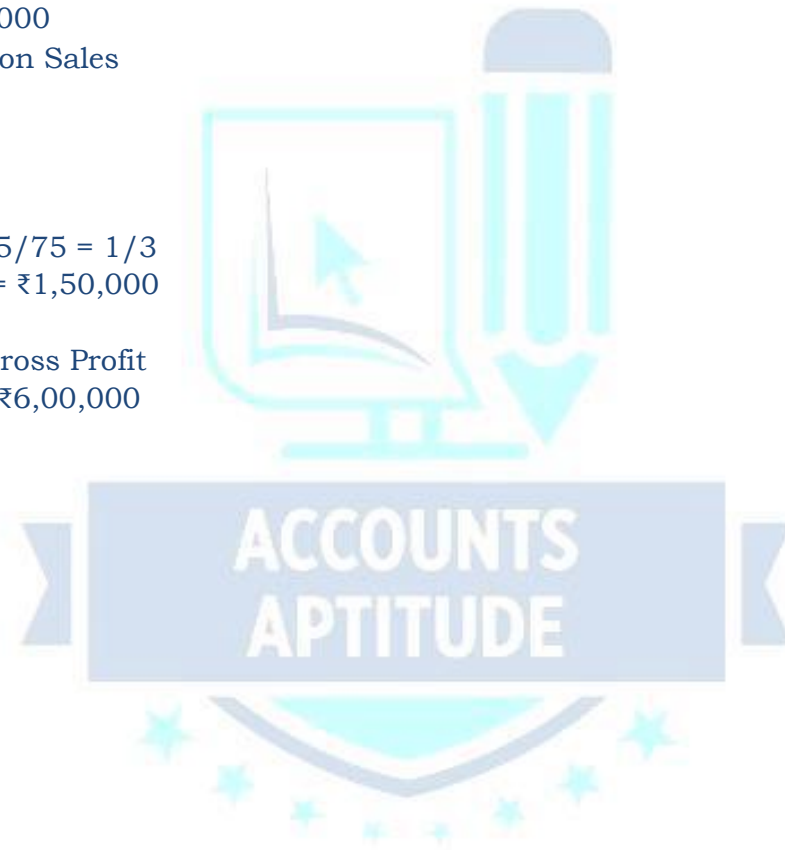 000
on Sales
5/75 = 1/3
= ₹1,50,000
ross Profit
₹6,00,000
ACCOUNTS
APTITUDE